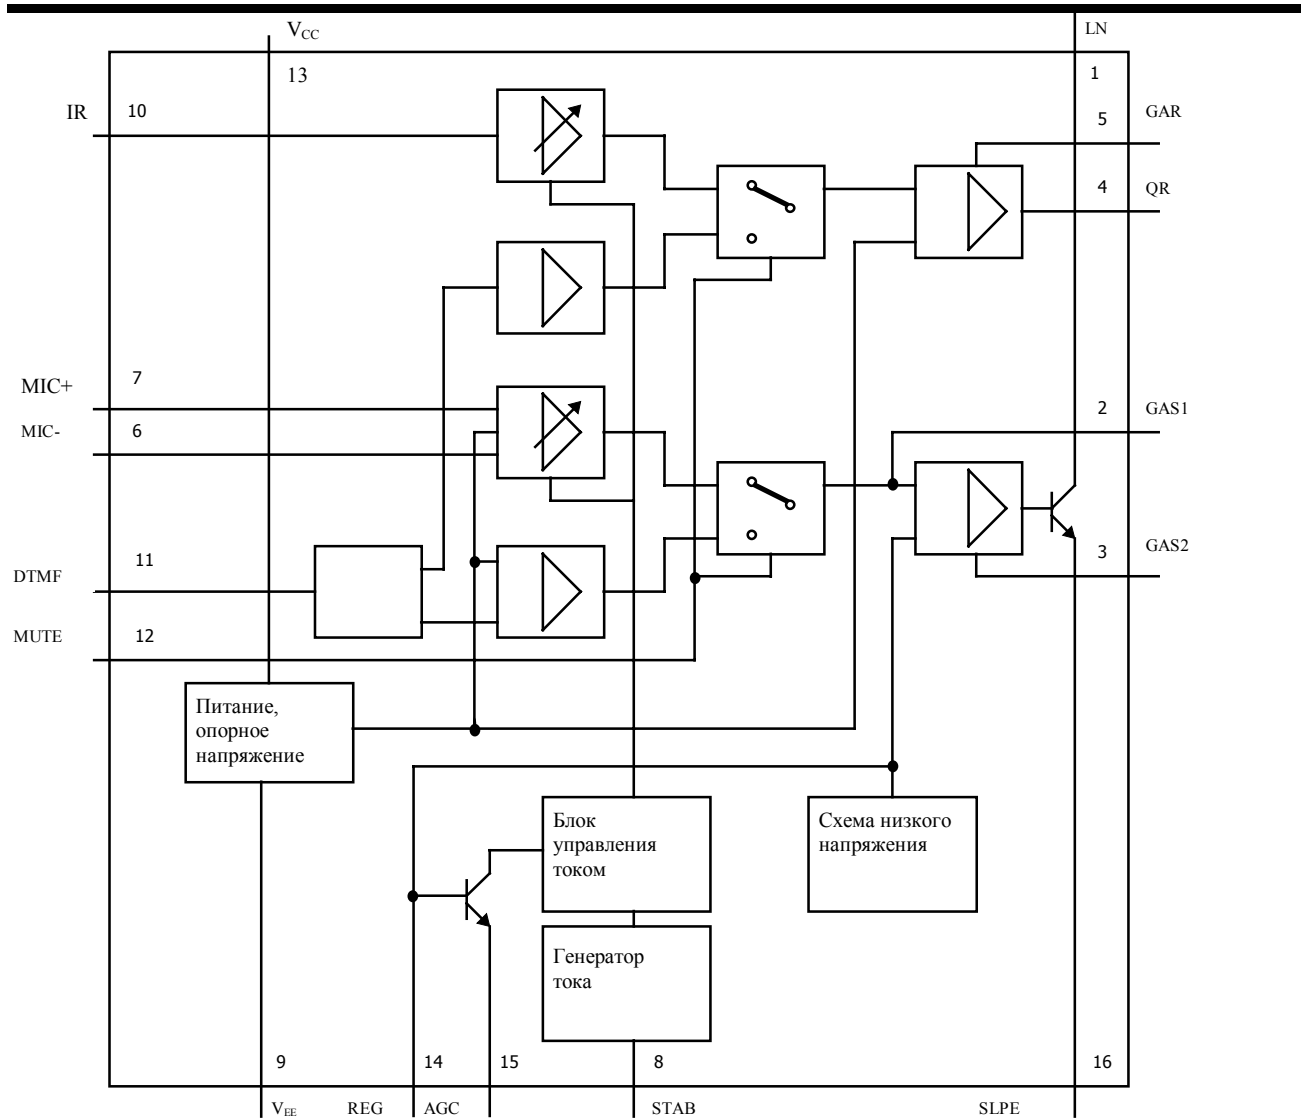 V_CC
LN
13
1
IR
10
5
GAR
4
QR
MIC+
7
2
GAS1
MIC-
6
DTMF
11
3
GAS2
MUTE
12
Питание,
опорное
напряжение
Блок
управления
током
Схема низкого
напряжения
Генератор
тока
9
14
15
8
16
V_EE
REG
AGC
STAB
SLPE